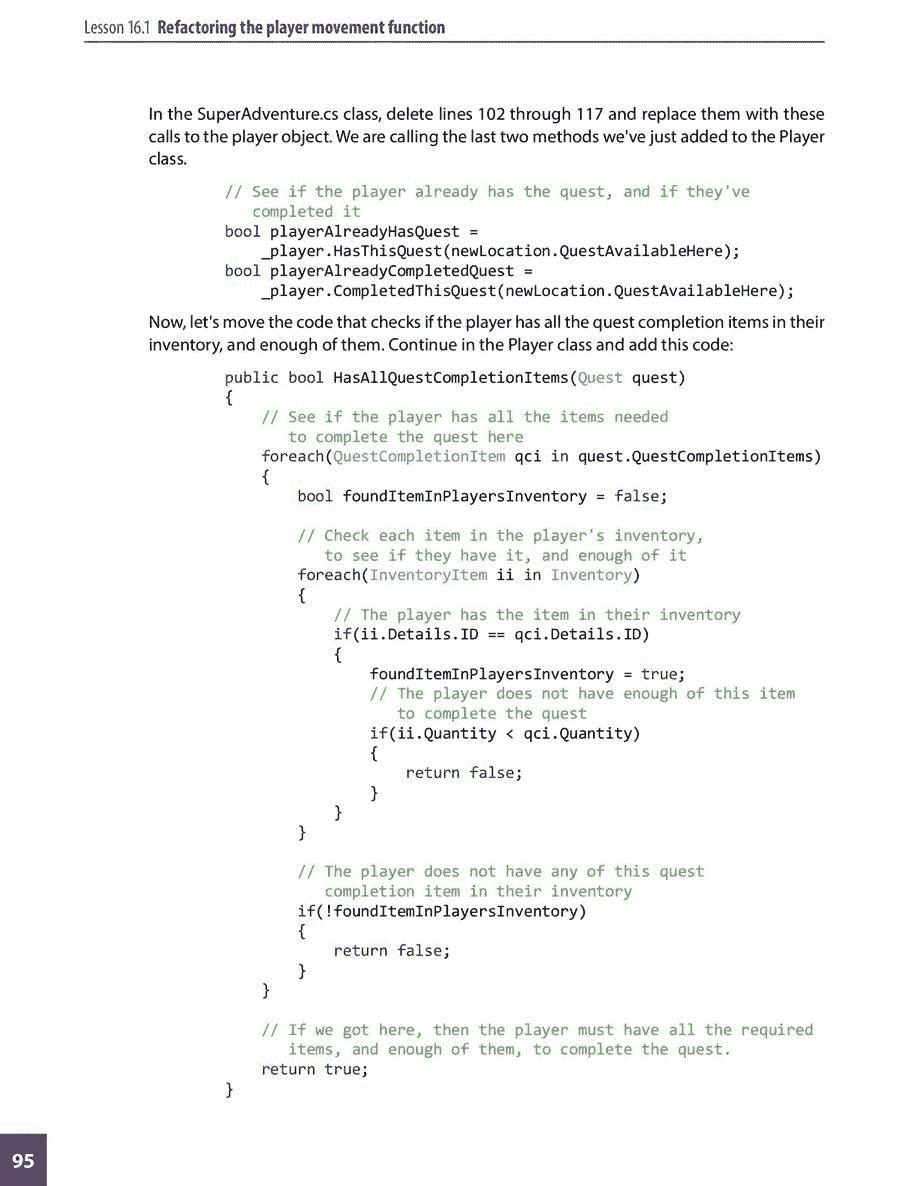 Lesson 16.1 Refactoring the player movement function
In the SuperAdventure.cs class, delete lines 102 through 117 and replace them with these
calls to the player object. We are calling the last two methods we've just added to the Player
class.
// See if the player already has the quest, and if they've
completed it
bool playerAlreadyHasQuest =
_player.HasThisQuest(newLocation.QuestAvailableHere);
bool playerAlreadyCompletedQuest =
_player.CompletedThisQuest(newLocation.QuestAvailableHere);
Now, let's move the code that checks if the player has all the quest completion items in their
inventory, and enough of them. Continue in the Player class and add this code:
public bool HasAllQuestCompletionItems(Quest quest)
{
// See if the player has all the items needed
to complete the quest here
foreach(QuestCompletionItem qci in quest.QuestCompletionItems)
{
bool foundItemInPlayersInventory = false;
// Check each item in the player's inventory,
to see if they have it, and enough of it
foreach(InventoryItem ii in Inventory)
{
// The player has the item in their inventory
if(ii.Details.ID == qci.Details.ID)
{
foundItemInPlayersInventory = true;
// The player does not have enough of this item
to complete the quest
if(ii.Quantity < qci.Quantity)
{
return false;
}
}
}
// The player does not have any of this quest
completion item in their inventory
if(!foundItemInPlayersInventory)
{
return false;
}
}
// If we got here, then the player must have all the required
items, and enough of them, to complete the quest.
return true;
}
95